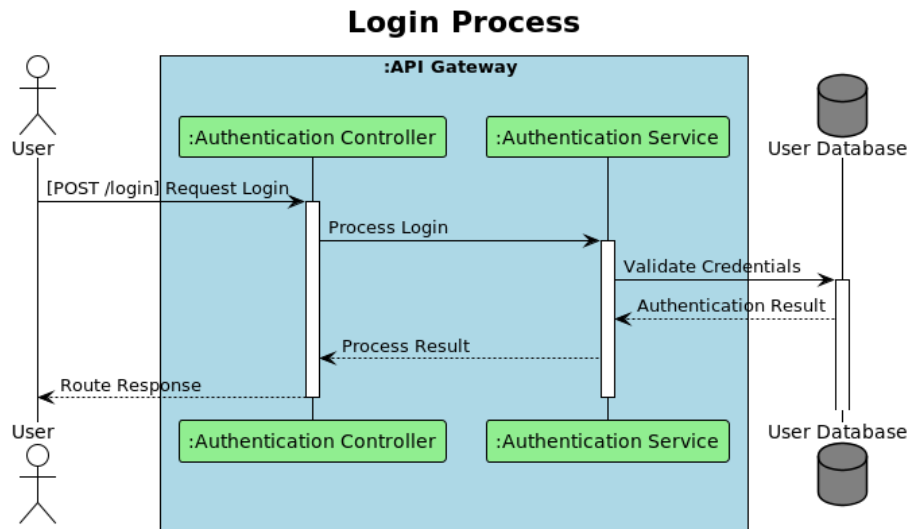 Login Process
:API Gateway
User
:Authentication Controller
:Authentication Service
User Database
[POST /login] Request Login
Process Login
Validate Credentials
Authentication Result
Process Result
Route Response
User
:Authentication Controller
:Authentication Service
User Database